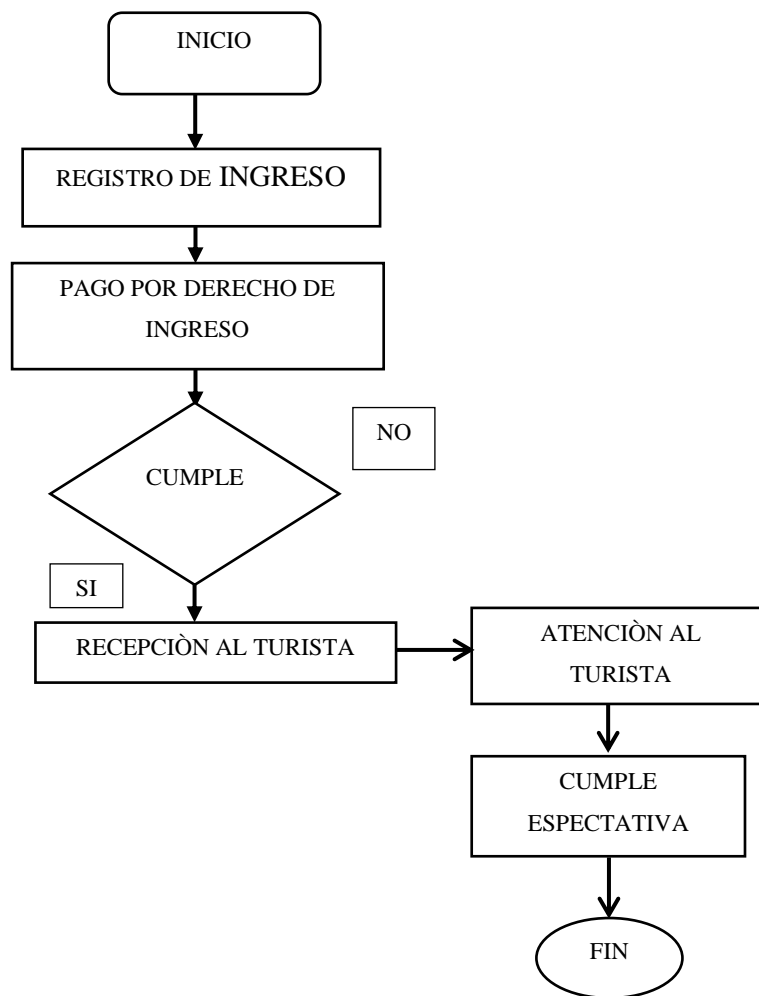 INICIO
REGISTRO DE INGRESO
PAGO POR DERECHO DE
INGRESO
NO
CUMPLE
SI
RECEPCIÒN AL TURISTA
ATENCIÒN AL
TURISTA
CUMPLE
ESPECTATIVA
FIN